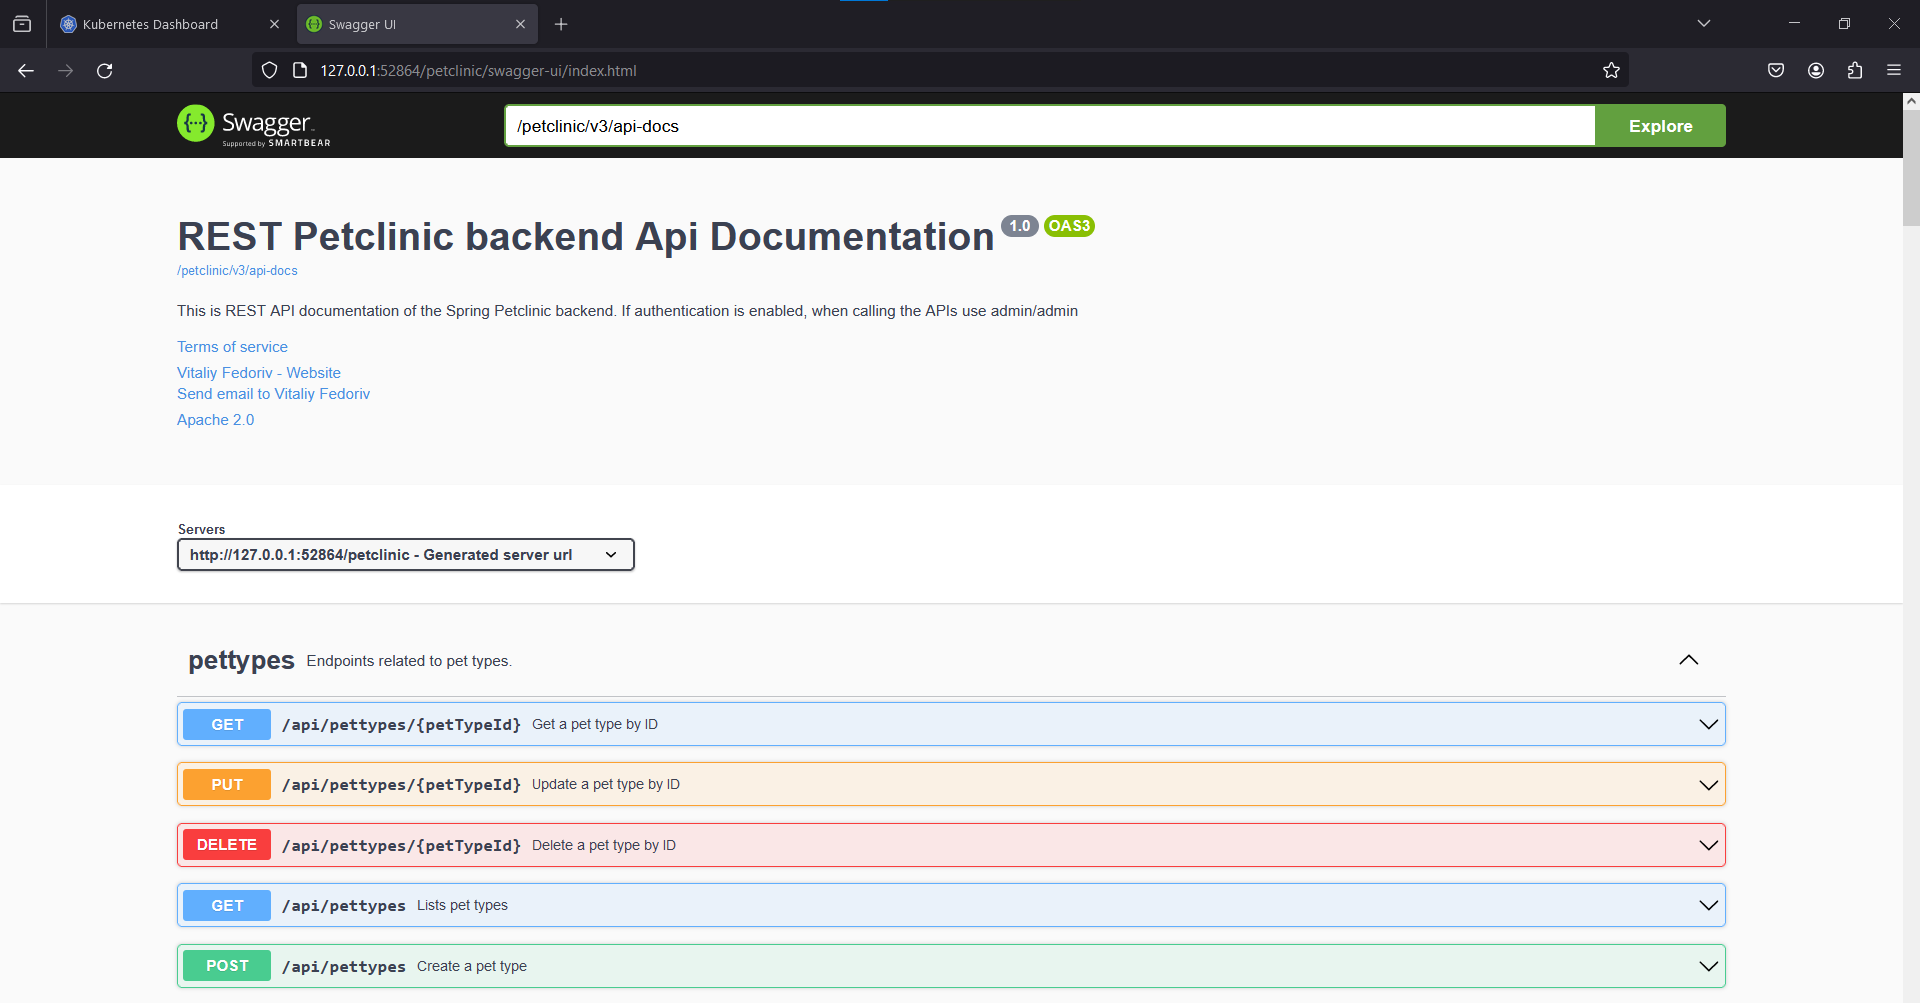 Kubernetes Dashboard
Swagger UI
127.0.0.1:52864/petclinic/swagger-ui/index.html
Swagger
Supported by SMARTBEAR
/petclinic/v3/api-docs
Explore
REST Petclinic backend Api Documentation 1.0 OAS3
/petclinic/v3/api-docs
This is REST API documentation of the Spring Petclinic backend. If authentication is enabled, when calling the APIs use admin/admin
Terms of service
Vitaliy Fedoriv - Website
Send email to Vitaliy Fedoriv
Apache 2.0
Servers
http://127.0.0.1:52864/petclinic - Generated server url
pettypes Endpoints related to pet types.
GET /api/pettypes/{petTypeId} Get a pet type by ID
PUT /api/pettypes/{petTypeId} Update a pet type by ID
DELETE /api/pettypes/{petTypeId} Delete a pet type by ID
GET /api/pettypes Lists pet types
POST /api/pettypes Create a pet type